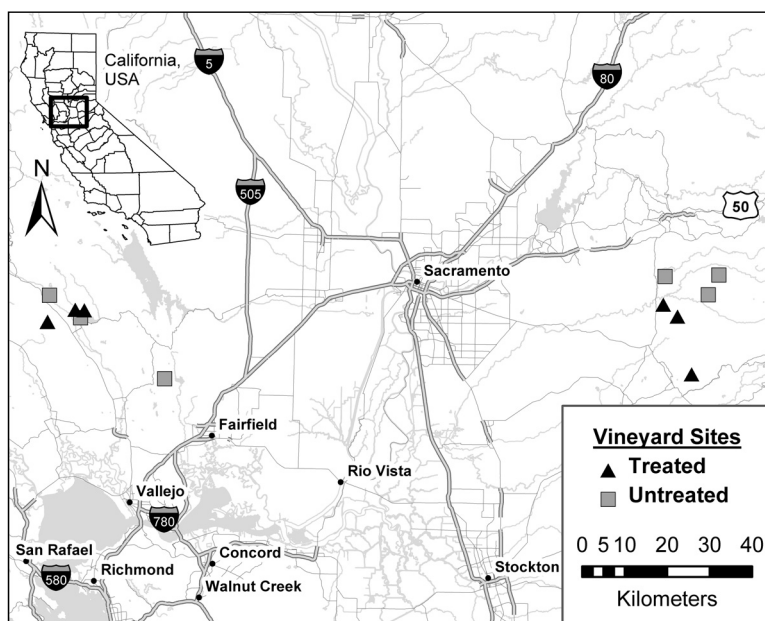 California,
USA
N
5
80
505
50
Sacramento
Fairfield
Rio Vista
Vallejo
780
San Rafael
580
Richmond
Concord
Walnut Creek
Stockton
Vineyard Sites
Treated
Untreated
0 5 10 20 30 40
Kilometers